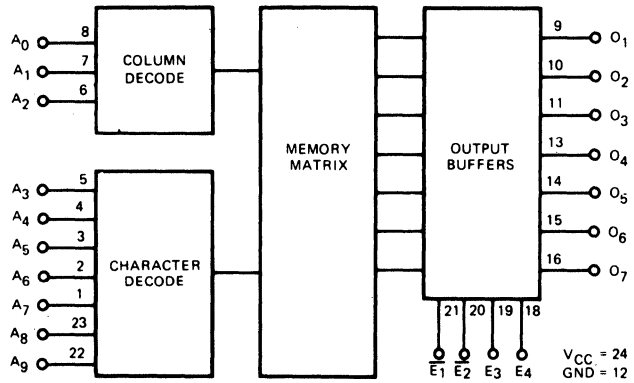 A0 8
A1 7
A2 6
COLUMN
DECODE
A3 5
A4 4
A5 3
A6 2
A7 1
A8 23
A9 22
CHARACTER
DECODE
MEMORY
MATRIX
OUTPUT
BUFFERS
9 O1
10 O2
11 O3
13 O4
14 O5
15 O6
16 O7
21 20 19 18
E̅1 E̅2 E3 E4
VCC = 24
GND = 12